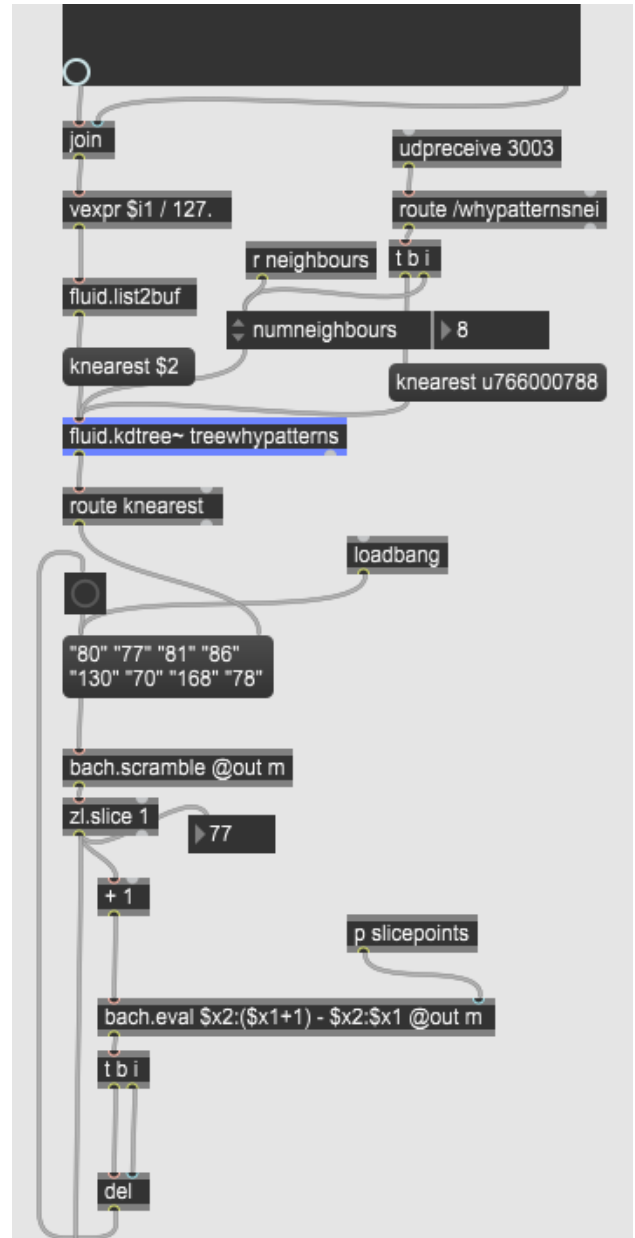 join
udpreceive 3003
vexpr $i1 / 127.
route /whypatternsnei
r neighbours
t b i
fluid.list2buf
numneighbours
8
knearest $2
knearest u766000788
fluid.kdtree~ treewhypatterns
route knearest
loadbang
"80" "77" "81" "86"
"130" "70" "168" "78"
bach.scramble @out m
zl.slice 1
77
+ 1
p slicepoints
bach.eval $x2:($x1+1) - $x2:$x1 @out m
t b i
del